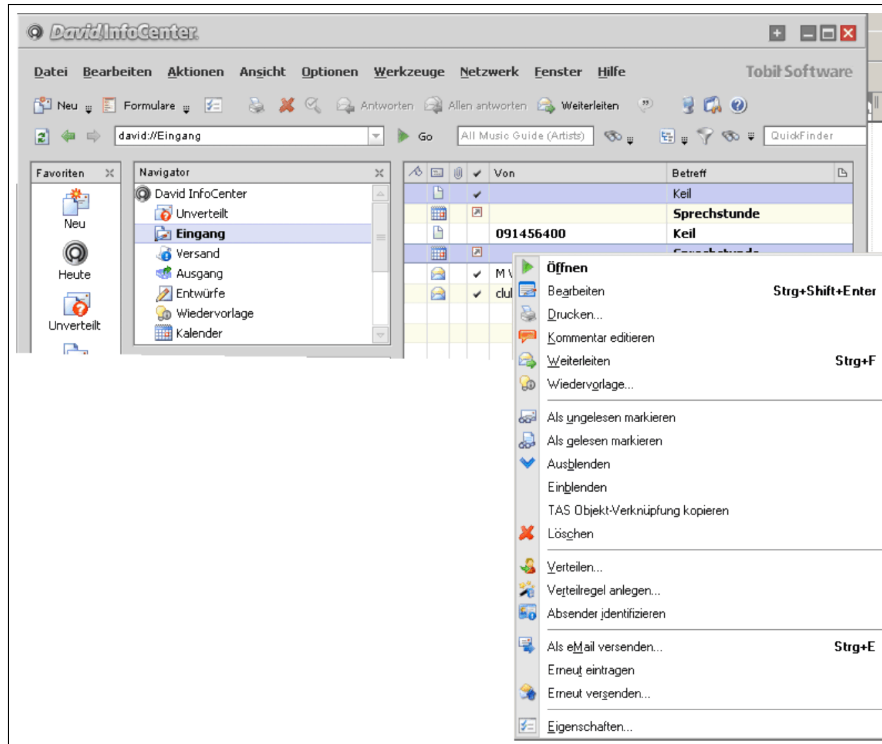 David InfoCenter
Datei Bearbeiten Aktionen Ansicht Optionen Werkzeuge Netzwerk Fenster Hilfe Tobit Software
Neu Formulare Antworten Allen antworten Weiterleiten
david://Eingang Go All Music Guide (Artists) QuickFinder
Favoriten
Neu
Heute
Unverteilt
Navigator
David InfoCenter
Unverteilt
Eingang
Versand
Ausgang
Entwürfe
Wiedervorlage
Kalender
Von Betreff
Keil
Sprechstunde
091456400 Keil
Sprechstunde
M
club
Öffnen
Bearbeiten Strg+Shift+Enter
Drucken...
Kommentar editieren
Weiterleiten Strg+F
Wiedervorlage...
Als ungelesen markieren
Als gelesen markieren
Ausblenden
Einblenden
TAS Objekt-Verknüpfung kopieren
Löschen
Verteilen...
Verteilregel anlegen...
Absender identifizieren
Als eMail versenden... Strg+E
Erneut eintragen
Erneut versenden...
Eigenschaften...